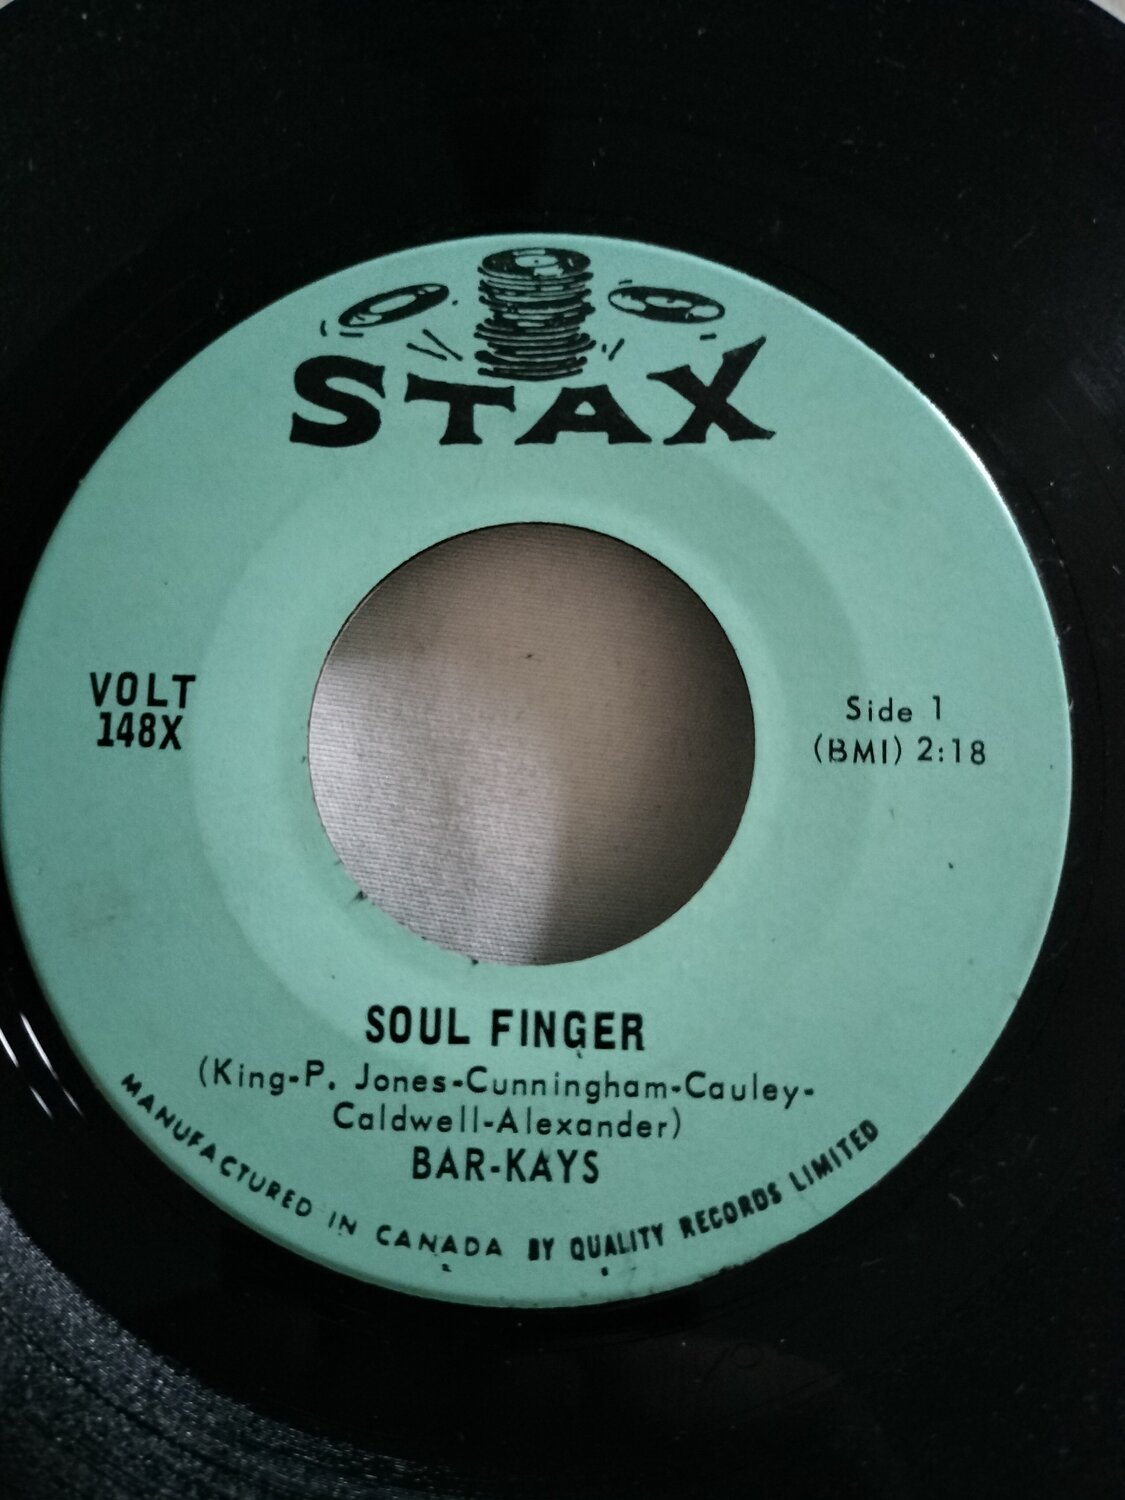 STAX
VOLT
148X
Side 1
(BMI) 2:18
SOUL FINGER
(King-P. Jones-Cunningham-Cauley-
Caldwell-Alexander)
BAR-KAYS
MANUFACTURED IN CANADA BY QUALITY RECORDS LIMITED